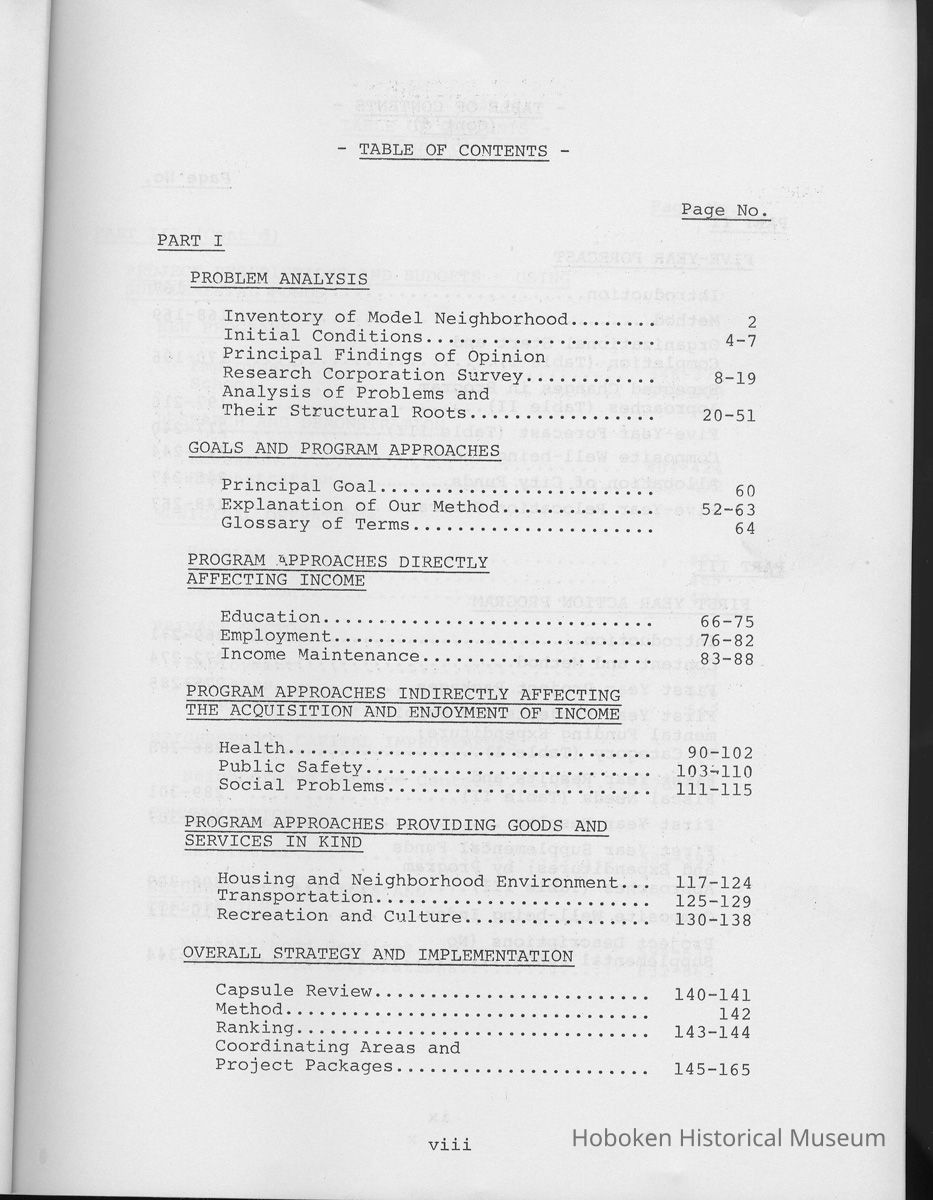 - TABLE OF CONTENTS -
Page No.
PART I
PROBLEM ANALYSIS
Inventory of Model Neighborhood........ 2
Initial Conditions..................... 4-7
Principal Findings of Opinion
Research Corporation Survey............ 8-19
Analysis of Problems and
Their Structural Roots................. 20-51
GOALS AND PROGRAM APPROACHES
Principal Goal......................... 60
Explanation of Our Method.............. 52-63
Glossary of Terms...................... 64
PROGRAM APPROACHES DIRECTLY
AFFECTING INCOME
Education.............................. 66-75
Employment............................. 76-82
Income Maintenance..................... 83-88
PROGRAM APPROACHES INDIRECTLY AFFECTING
THE ACQUISITION AND ENJOYMENT OF INCOME
Health................................. 90-102
Public Safety.......................... 103-110
Social Problems........................ 111-115
PROGRAM APPROACHES PROVIDING GOODS AND
SERVICES IN KIND
Housing and Neighborhood Environment... 117-124
Transportation......................... 125-129
Recreation and Culture................. 130-138
OVERALL STRATEGY AND IMPLEMENTATION
Capsule Review......................... 140-141
Method................................. 142
Ranking................................ 143-144
Coordinating Areas and
Project Packages....................... 145-165
viii
Hoboken Historical Museum